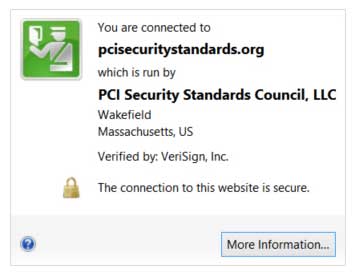 You are connected to
pcisecuritystandards.org
which is run by
PCI Security Standards Council, LLC
Wakefield
Massachusetts, US
Verified by: VeriSign, Inc.
The connection to this website is secure.
More Information...